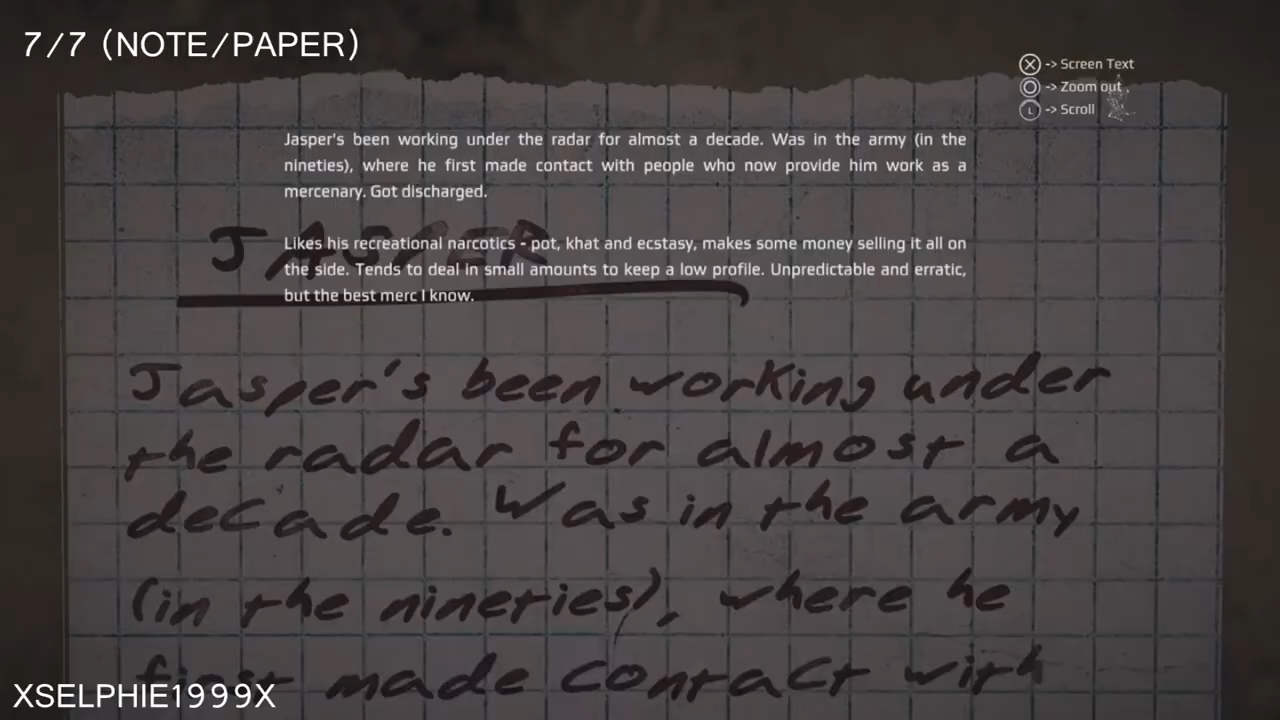 7/7 (NOTE/PAPER)
X -> Screen Text
O -> Zoom out
L -> Scroll
Jasper's been working under the radar for almost a decade. Was in the army (in the
nineties), where he first made contact with people who now provide him work as a
mercenary. Got discharged.
Likes his recreational narcotics - pot, khat and ecstasy, makes some money selling it all on
the side. Tends to deal in small amounts to keep a low profile. Unpredictable and erratic,
but the best merc I know.
JASPER
Jasper's been working under
the radar for almost a
decade. Was in the army
(in the nineties), where he
first made contact with
XSELPHIE1999X